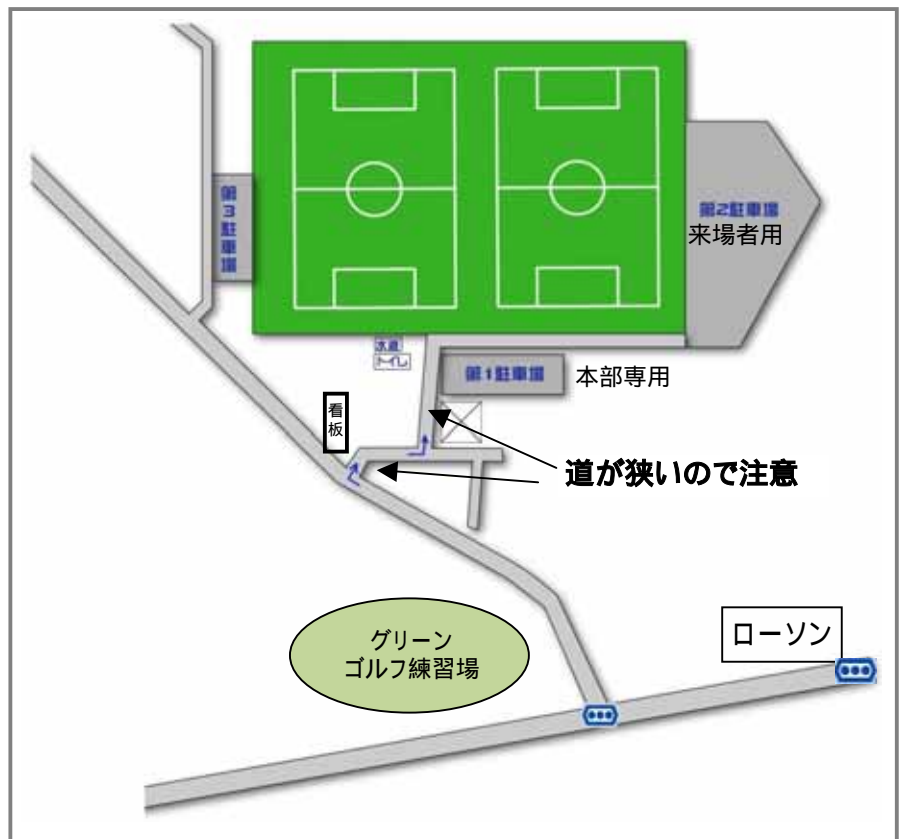 第3駐車場
第2駐車場
来場者用
水道
トイレ
第1駐車場
本部専用
看板
道が狭いので注意
グリーン
ゴルフ練習場
ローソン